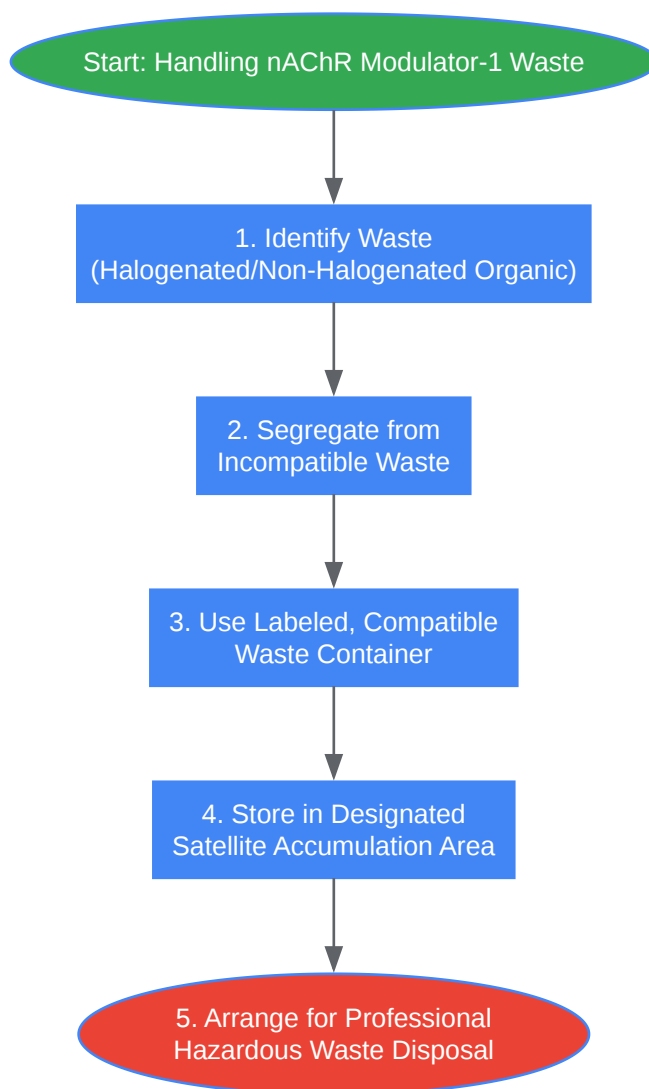 Start: Handling nAChR Modulator-1 Waste
1. Identify Waste
(Halogenated/Non-Halogenated Organic)
2. Segregate from
Incompatible Waste
3. Use Labeled, Compatible
Waste Container
4. Store in Designated
Satellite Accumulation Area
5. Arrange for Professional
Hazardous Waste Disposal